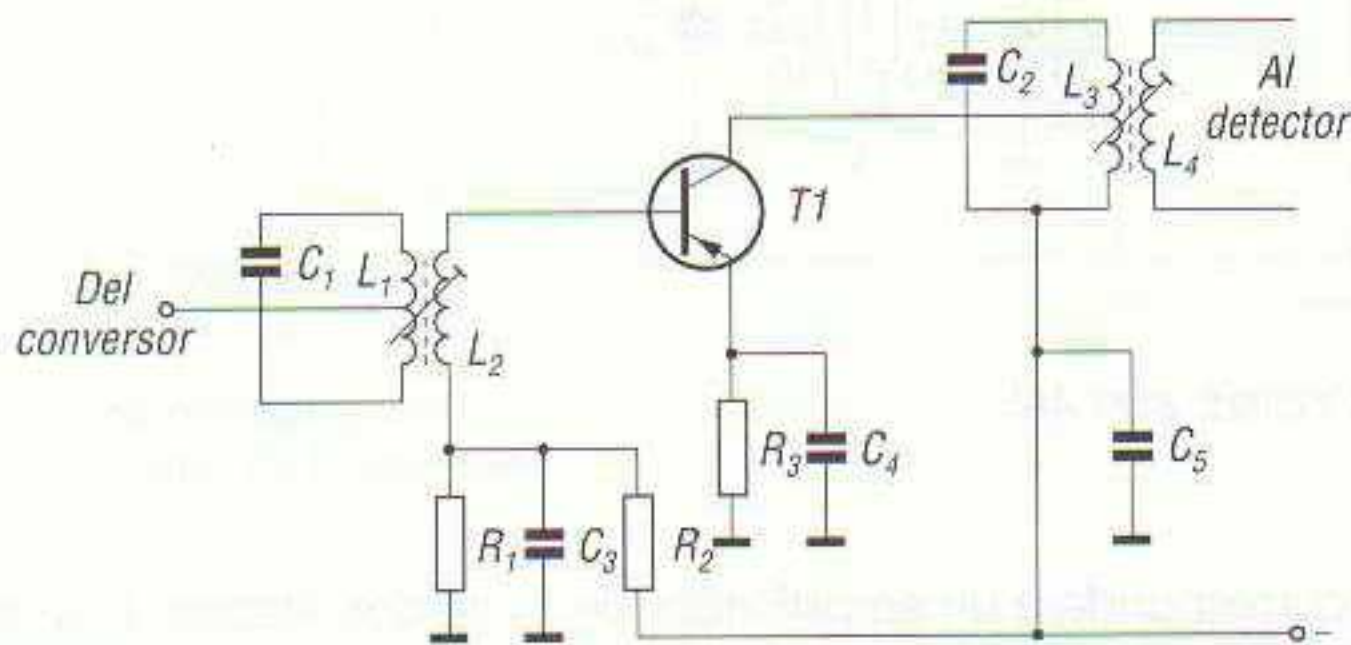 C2
L3
Al
detector
L4
T1
Del
conversor
C1
L1
L2
R3
C4
C5
R1
C3
R2
-